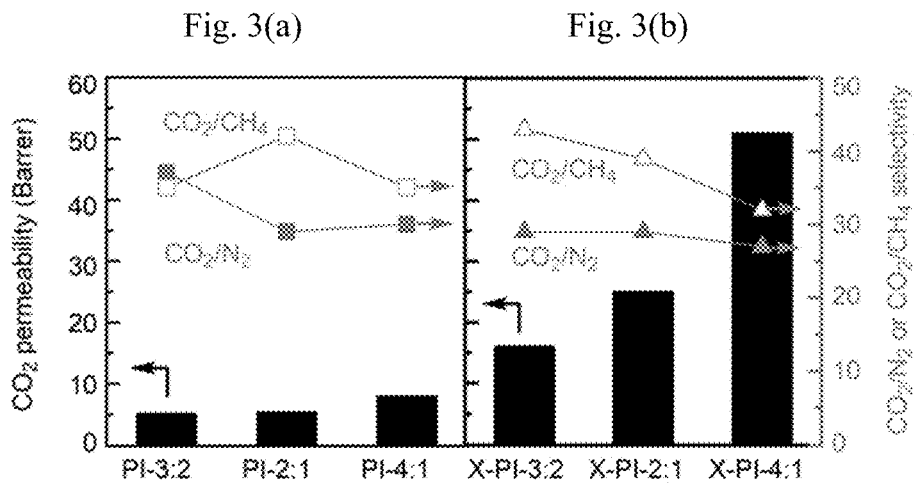 Fig. 3(a)
Fig. 3(b)
CO₂ permeability (Barrer)
60
50
40
30
20
10
0
CO₂/CH₄
CO₂/N₂
PI-3:2
PI-2:1
PI-4:1
CO₂/CH₄
CO₂/N₂
X-PI-3:2
X-PI-2:1
X-PI-4:1
50
40
30
20
10
0
CO₂/N₂ or CO₂/CH₄ selectivity